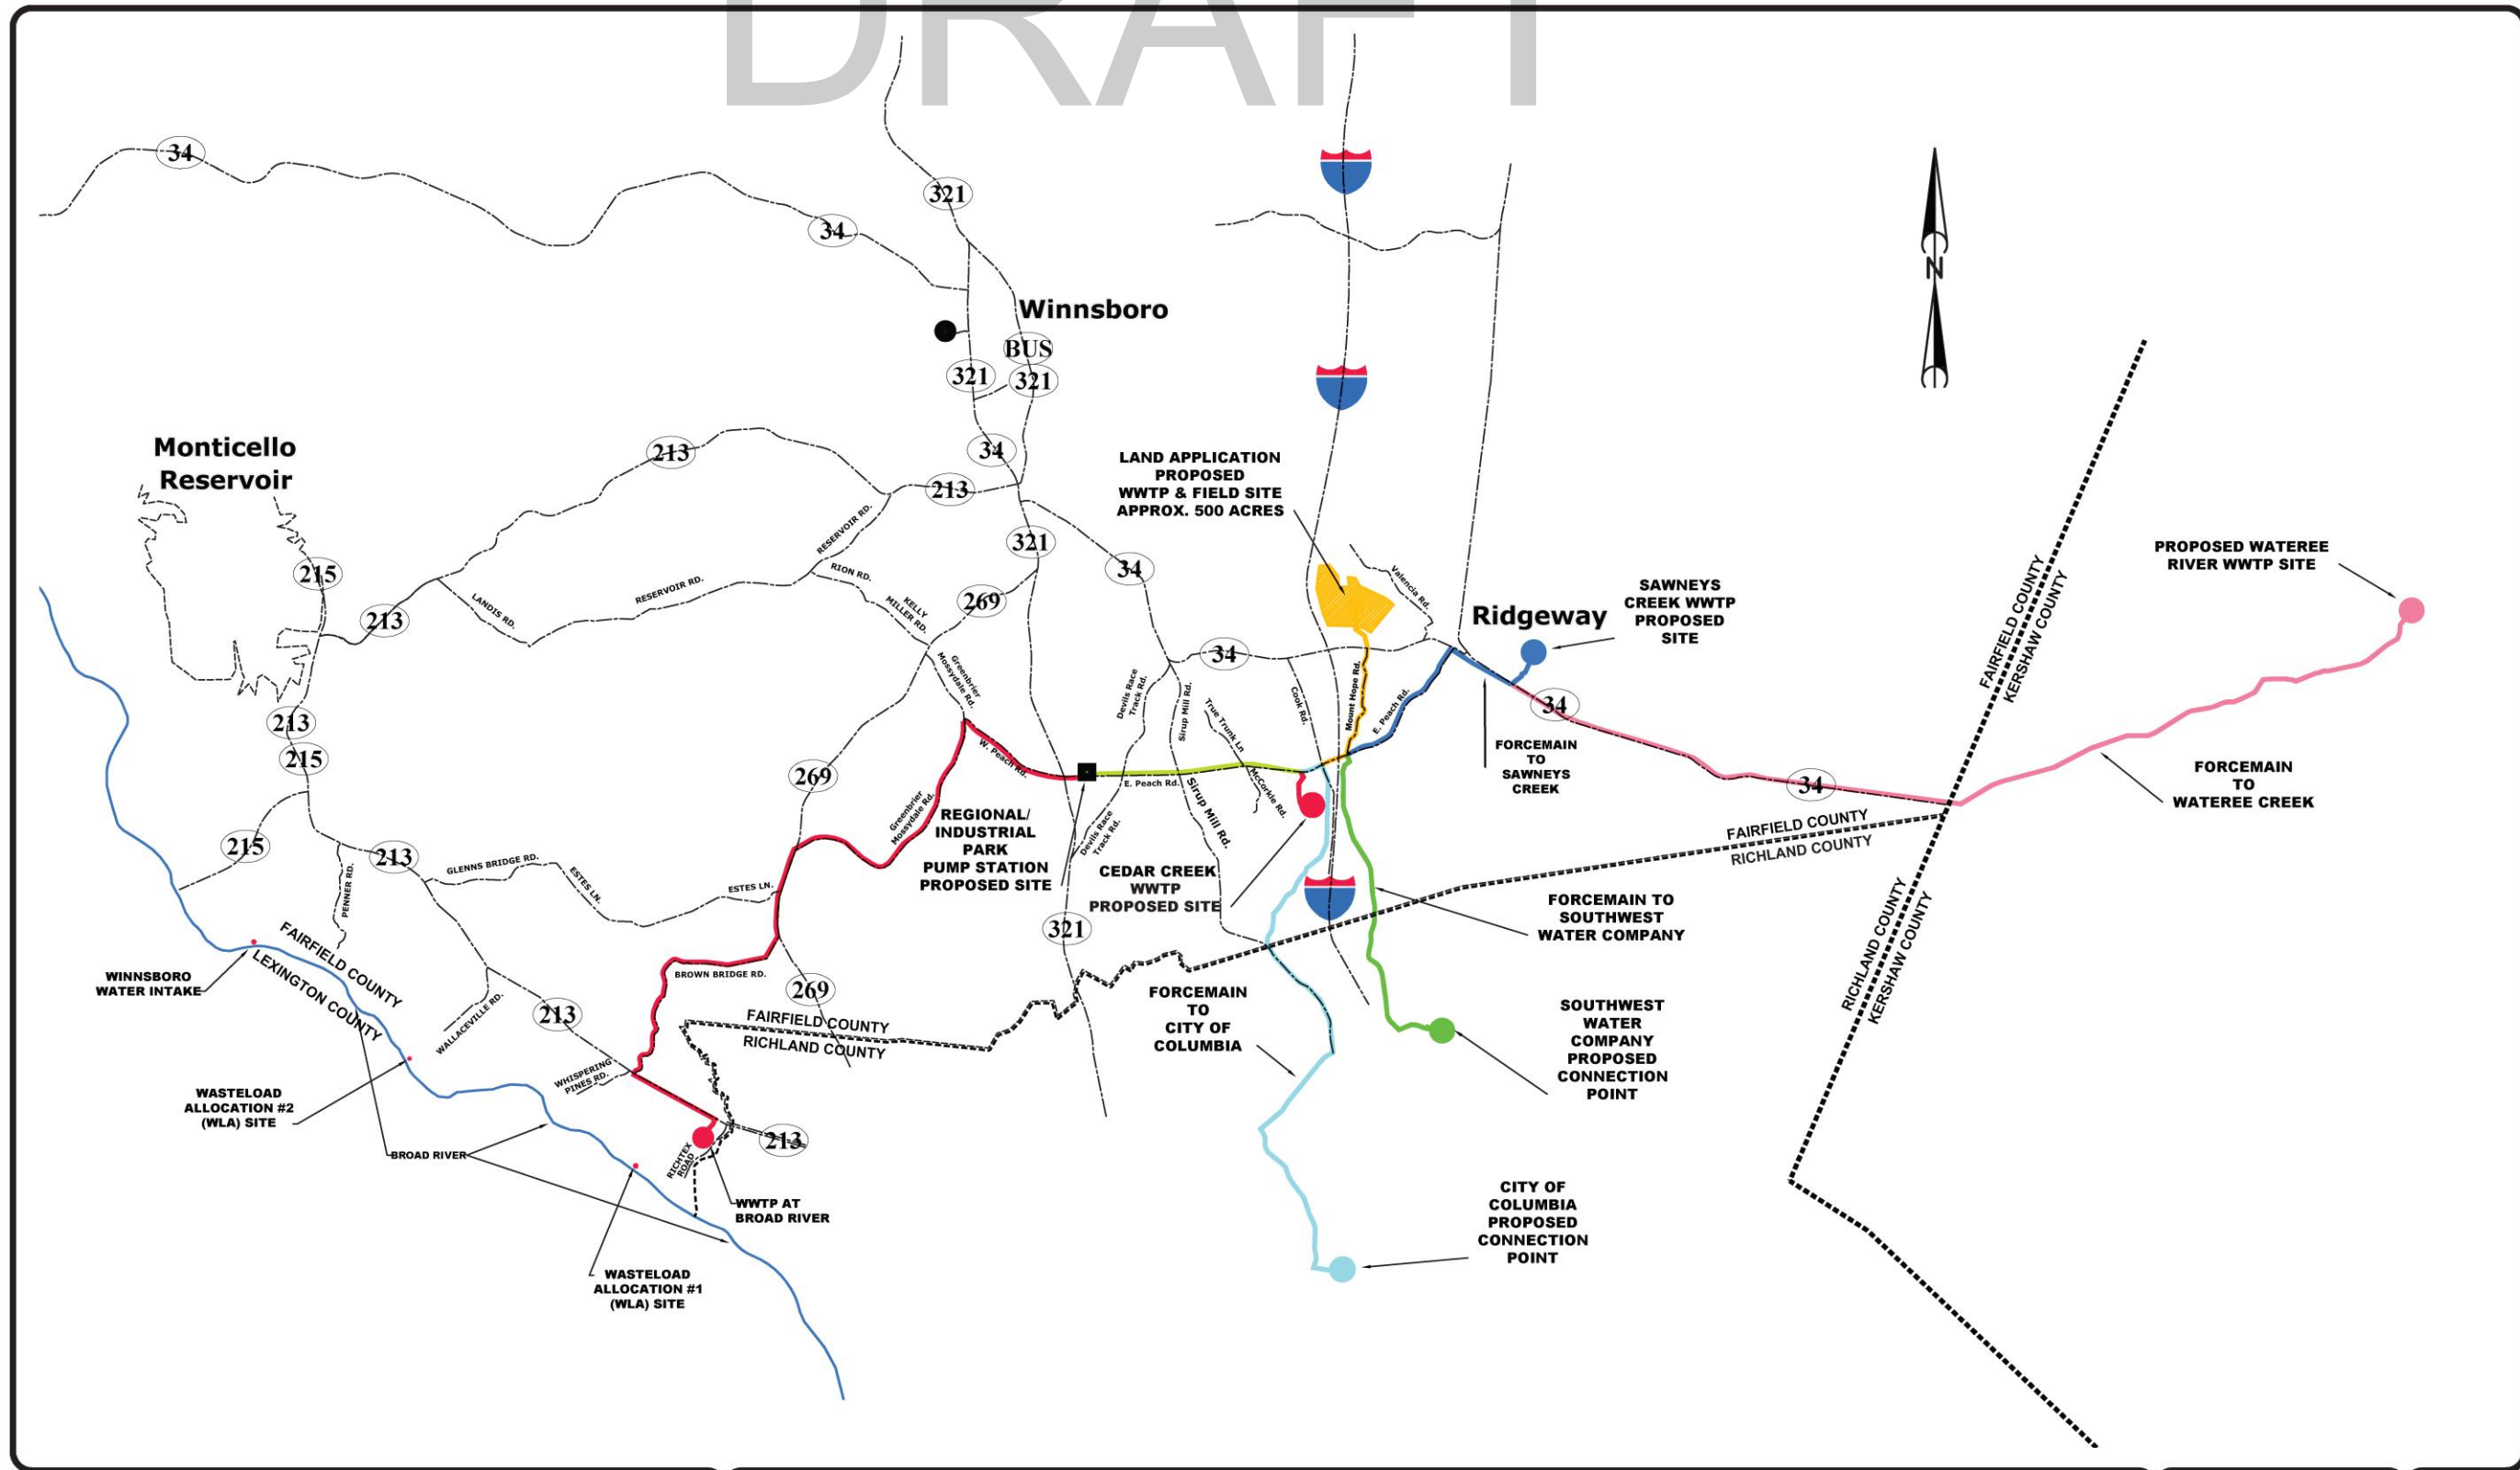 DRAFT
34
321
34
N
Winnsboro
BUS
321
321
Monticello
Reservoir
213
34
213
LAND APPLICATION
PROPOSED
WWTP & FIELD SITE
APPROX. 500 ACRES
RESERVOIR RD.
321
34
215
RION RD.
RESERVOIR RD.
LANDIS RD.
213
KELLY
MILLER RD.
269
Valencia Rd.
SAWNEYS
CREEK WWTP
PROPOSED
SITE
Ridgeway
PROPOSED WATEREE
RIVER WWTP SITE
FAIRFIELD COUNTY
KERSHAW COUNTY
34
Greenbrier
Mossydale Rd.
Devils Race
Track Rd.
Sirup Mill Rd.
True Trunk Ln
Cook Rd.
Mount Hope Rd.
E. Peach Rd.
34
213
215
W. Peach Rd.
E. Peach Rd.
McCorkle Rd.
Sirup Mill Rd.
FORCEMAIN
TO
SAWNEYS
CREEK
34
FORCEMAIN
TO
WATEREE CREEK
269
Greenbrier
Mossydale Rd.
REGIONAL/
INDUSTRIAL
PARK
PUMP STATION
PROPOSED SITE
Devils Race
Track Rd.
CEDAR CREEK
WWTP
PROPOSED SITE
FAIRFIELD COUNTY
RICHLAND COUNTY
215
213
GLENNS BRIDGE RD.
ESTES LN.
ESTES LN.
PENNER RD.
321
FORCEMAIN TO
SOUTHWEST
WATER COMPANY
RICHLAND COUNTY
KERSHAW COUNTY
FAIRFIELD COUNTY
LEXINGTON COUNTY
WINNSBORO
WATER INTAKE
BROWN BRIDGE RD.
269
WALLACEVILLE RD.
213
FAIRFIELD COUNTY
RICHLAND COUNTY
FORCEMAIN
TO
CITY OF
COLUMBIA
SOUTHWEST
WATER
COMPANY
PROPOSED
CONNECTION
POINT
WHISPERING
PINES RD.
WASTELOAD
ALLOCATION #2
(WLA) SITE
BROAD RIVER
213
RICHTEX
ROAD
WWTP AT
BROAD RIVER
CITY OF
COLUMBIA
PROPOSED
CONNECTION
POINT
WASTELOAD
ALLOCATION #1
(WLA) SITE